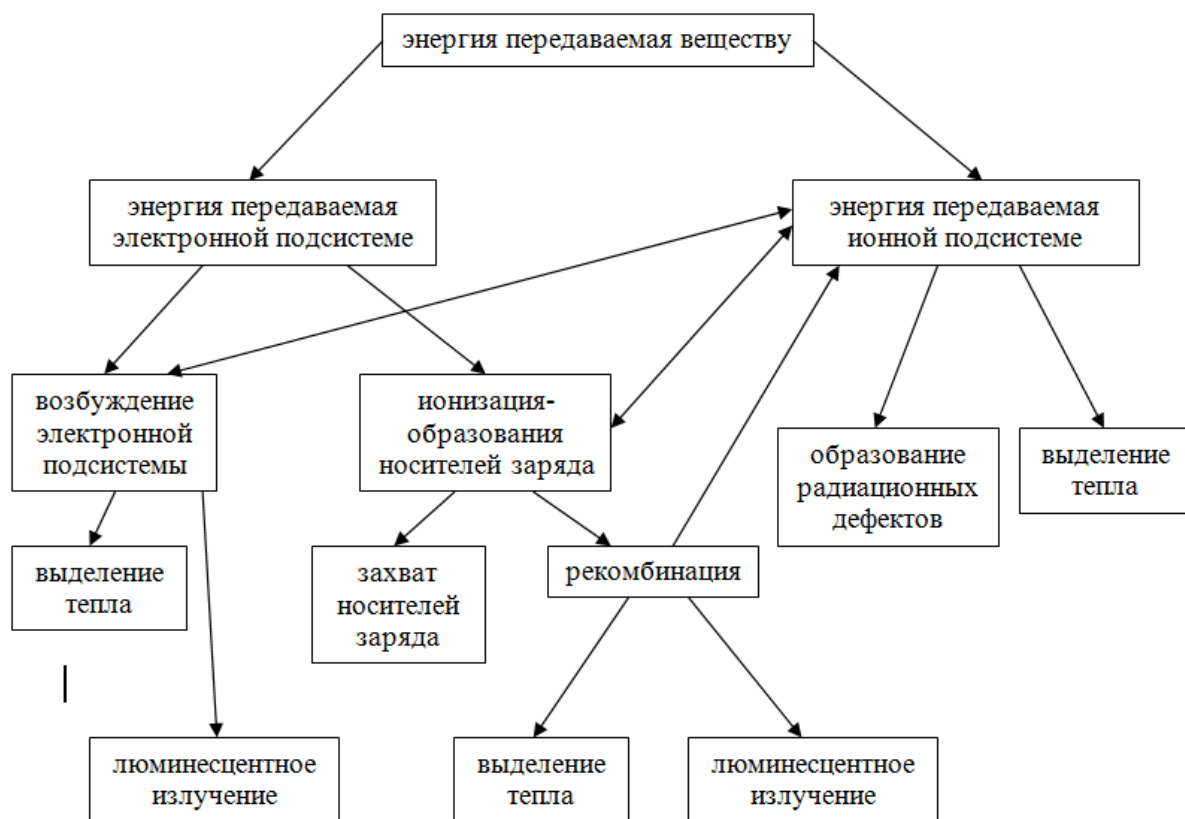 энергия передаваемая веществу
энергия передаваемая
электронной подсистеме
энергия передаваемая
ионной подсистеме
возбуждение
электронной
подсистемы
ионизация-
образования
носителей заряда
образование
радиационных
дефектов
выделение
тепла
выделение
тепла
захват
носителей
заряда
рекомбинация
люминесцентное
излучение
выделение
тепла
люминесцентное
излучение